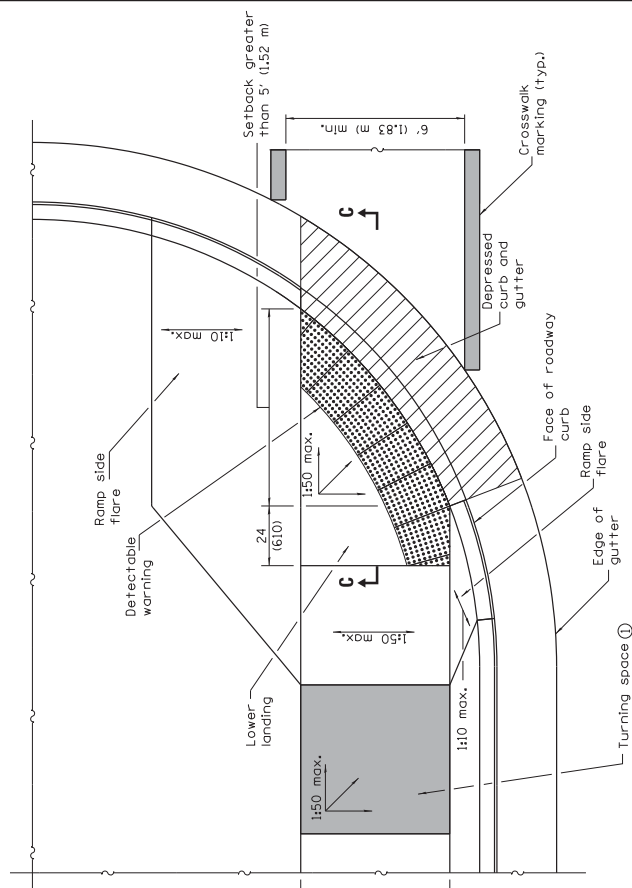 Setback greater
than 5' (1.52 m)
6' (1.83 m) min.
Crosswalk
marking (typ.)
C
Depressed
curb and
gutter
1:10 max.
Ramp side
flare
Detectable
warning
1:50 max.
24
(610)
Face of roadway
curb
Ramp side
flare
Edge of
gutter
C
1:50 max.
Lower
landing
1:10 max.
1:50 max.
Turning space ①